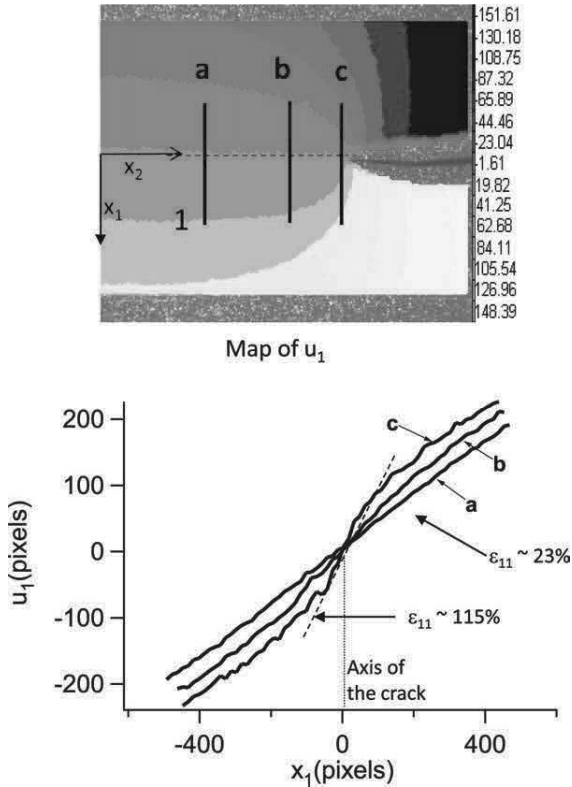 151.61
130.18
108.75
87.32
65.89
44.46
23.04
1.61
19.82
41.25
62.68
84.11
105.54
126.96
148.39
a b c
x2
x1
1
Map of u1
u1(pixels)
200
100
0
-100
-200
c
b
a
ε11 ~ 23%
ε11 ~ 115%
Axis of
the crack
-400 0 400
x1(pixels)